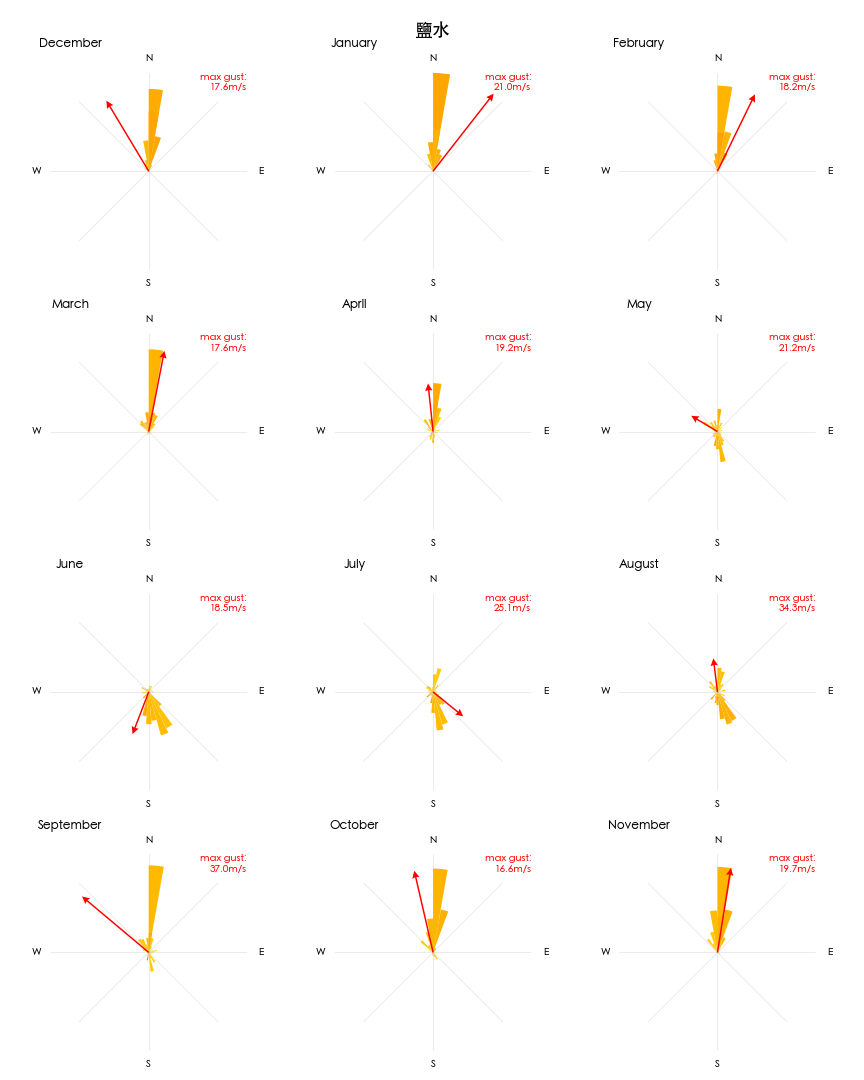 鹽水
December
N
max gust:
17.6m/s
W
E
S
January
N
max gust:
21.0m/s
W
E
S
February
N
max gust:
18.2m/s
W
E
S
March
N
max gust:
17.6m/s
W
E
S
April
N
max gust:
19.2m/s
W
E
S
May
N
max gust:
21.2m/s
W
E
S
June
N
max gust:
18.5m/s
W
E
S
July
N
max gust:
25.1m/s
W
E
S
August
N
max gust:
34.3m/s
W
E
S
September
N
max gust:
37.0m/s
W
E
S
October
N
max gust:
16.6m/s
W
E
S
November
N
max gust:
19.7m/s
W
E
S